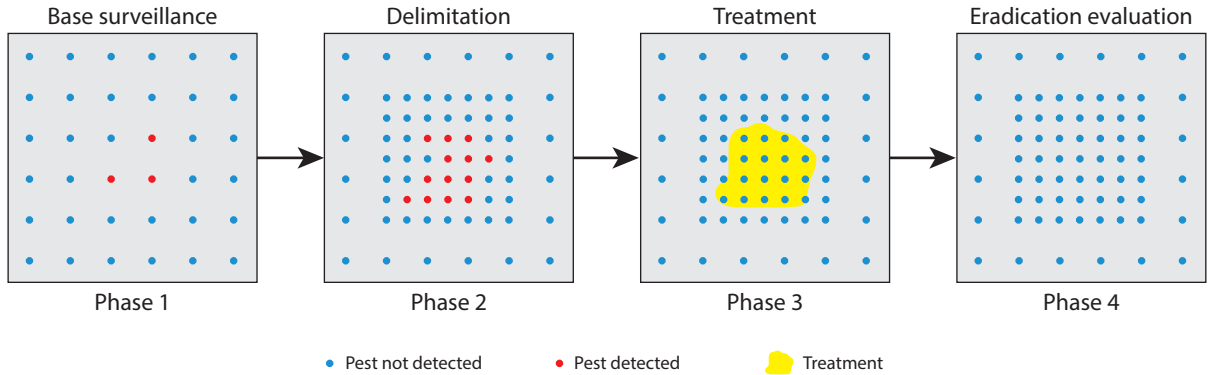 Base surveillance
Delimitation
Treatment
Eradication evaluation
Phase 1
Phase 2
Phase 3
Phase 4
Pest not detected
Pest detected
Treatment